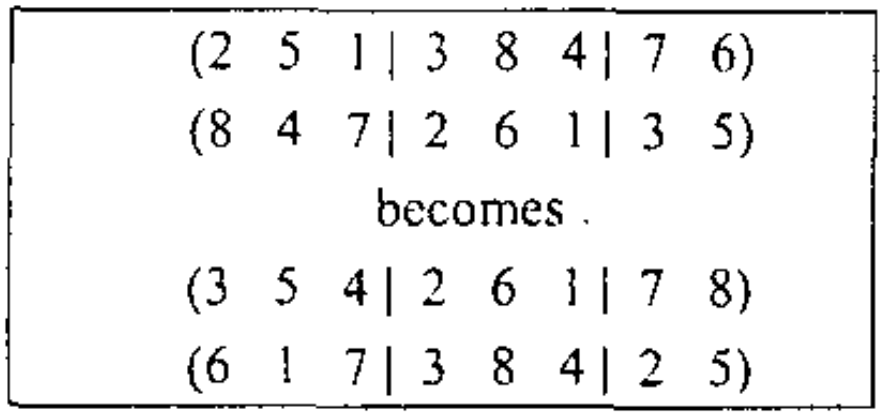 (2 5 1 | 3 8 4 | 7 6)
(8 4 7 | 2 6 1 | 3 5)
becomes
(3 5 4 | 2 6 1 | 7 8)
(6 1 7 | 3 8 4 | 2 5)